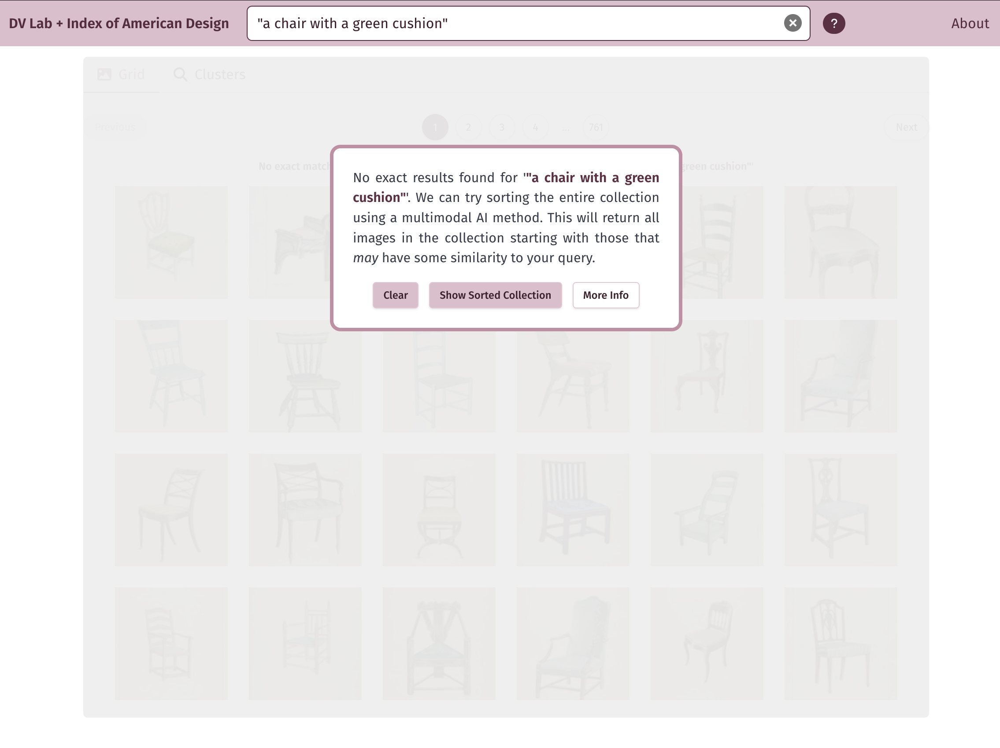 DV Lab + Index of American Design
"a chair with a green cushion"
?
About
Grid
Clusters
Previous
1
2
3
4
...
761
Next
No exact match
green cushion"'
No exact results found for '"a chair with a green
cushion"'. We can try sorting the entire collection
using a multimodal AI method. This will return all
images in the collection starting with those that
may have some similarity to your query.
Clear
Show Sorted Collection
More Info